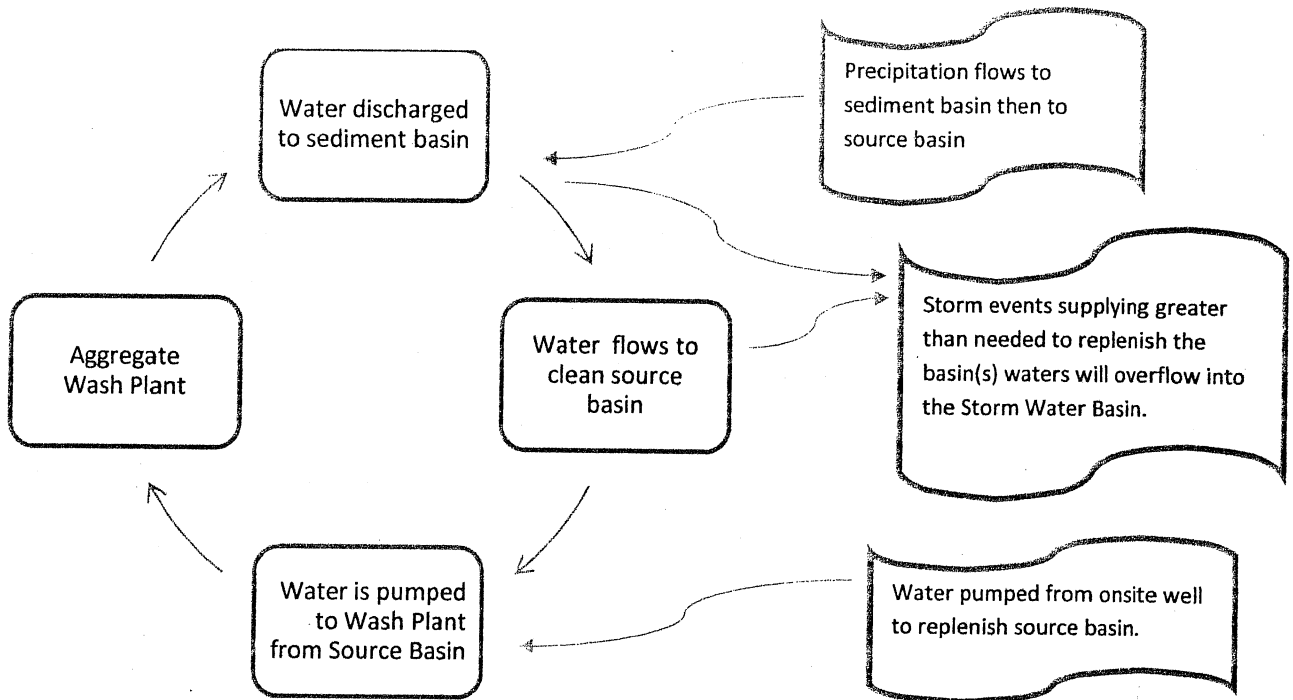 Water discharged
to sediment basin
Precipitation flows to
sediment basin then to
source basin
Aggregate
Wash Plant
Water flows to
clean source
basin
Storm events supplying greater
than needed to replenish the
basin(s) waters will overflow into
the Storm Water Basin.
Water is pumped
to Wash Plant
from Source Basin
Water pumped from onsite well
to replenish source basin.